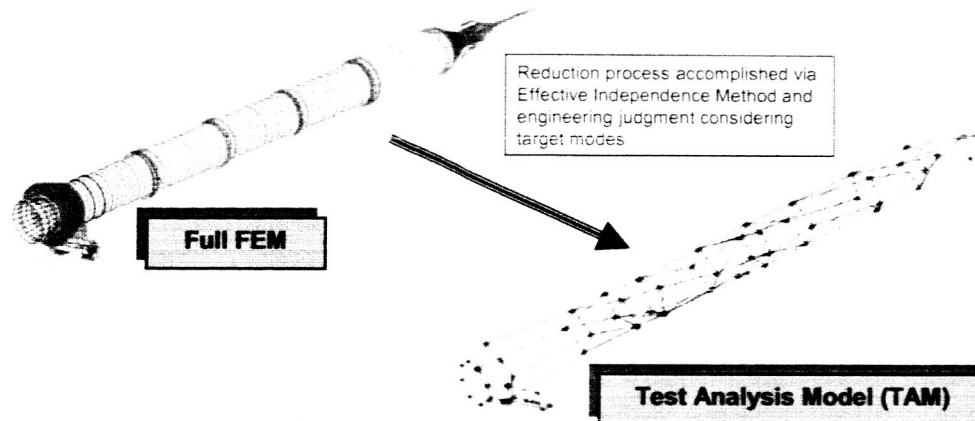 Reduction process accomplished via
Effective Independence Method and
engineering judgment considering
target modes
Full FEM
Test Analysis Model (TAM)